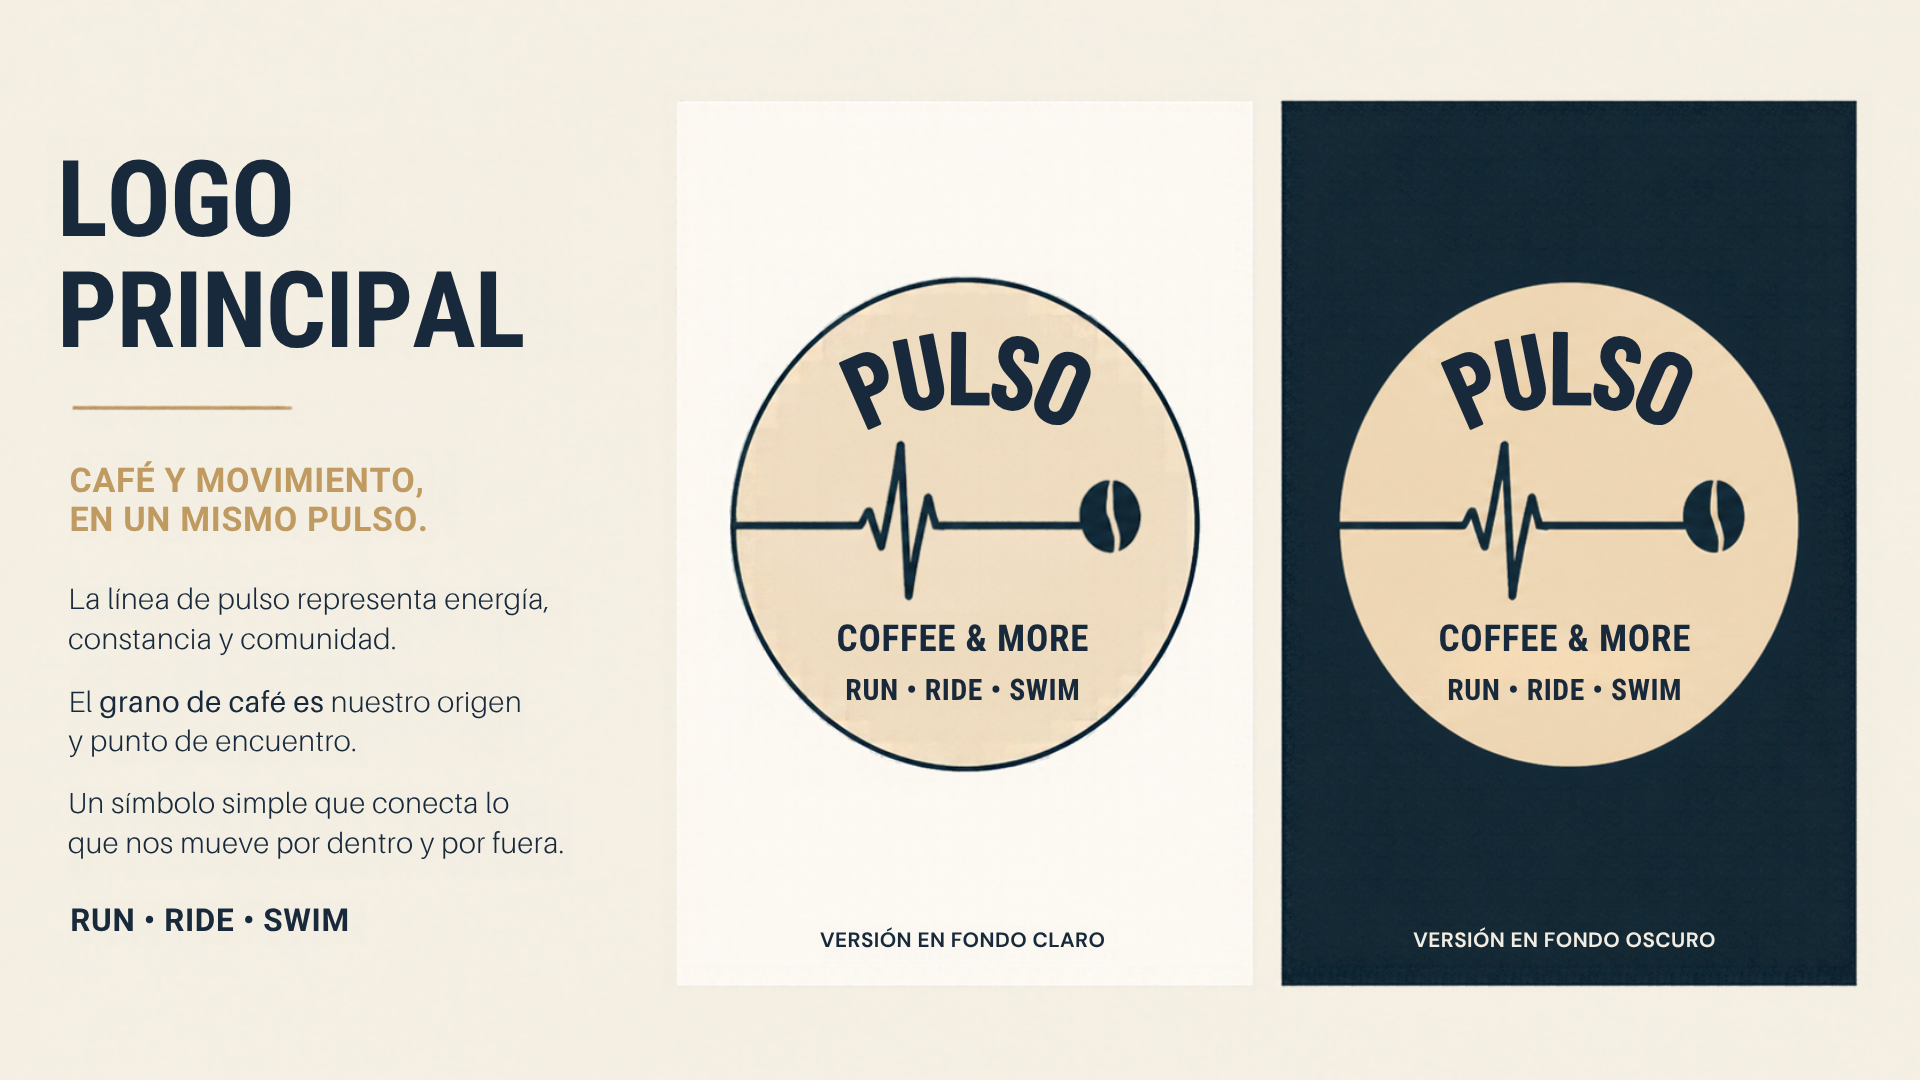 LOGO
PRINCIPAL
CAFÉ Y MOVIMIENTO,
EN UN MISMO PULSO.
La línea de pulso representa energía,
constancia y comunidad.
El grano de café es nuestro origen
y punto de encuentro.
Un símbolo simple que conecta lo
que nos mueve por dentro y por fuera.
RUN • RIDE • SWIM
PULSO
COFFEE & MORE
RUN • RIDE • SWIM
VERSIÓN EN FONDO CLARO
PULSO
COFFEE & MORE
RUN • RIDE • SWIM
VERSIÓN EN FONDO OSCURO